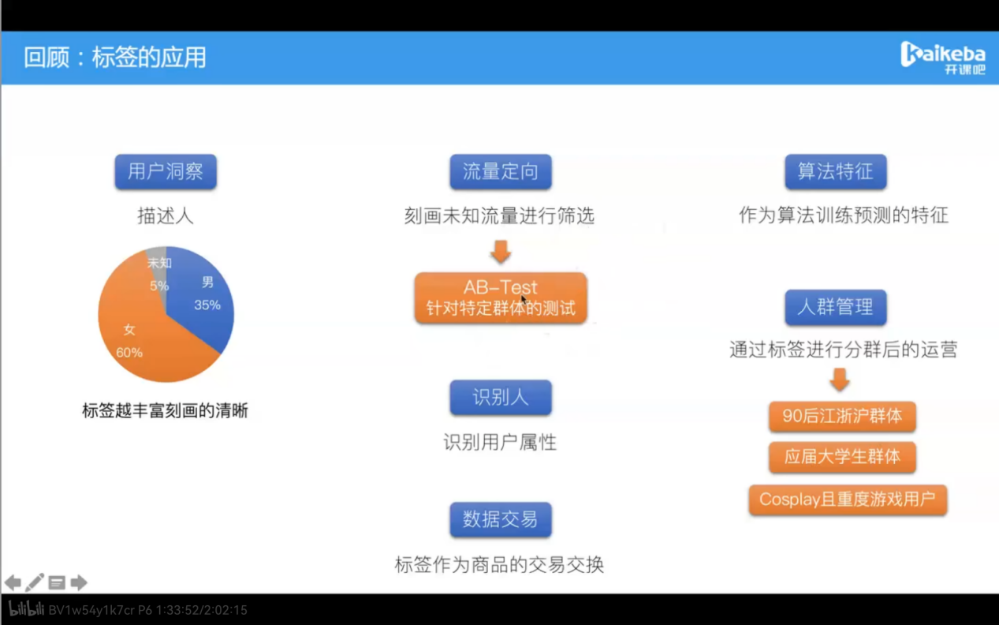 回顾：标签的应用
Kaikeba
开课吧
用户洞察
描述人
未知
5%
男
35%
女
60%
标签越丰富刻画的清晰
流量定向
刻画未知流量进行筛选
AB-Test
针对特定群体的测试
识别人
识别用户属性
数据交易
标签作为商品的交易交换
算法特征
作为算法训练预测的特征
人群管理
通过标签进行分群后的运营
90后江浙沪群体
应届大学生群体
Cosplay且重度游戏用户
bilibili BV1w54y1k7cr P6 1:33:52/2:02:15